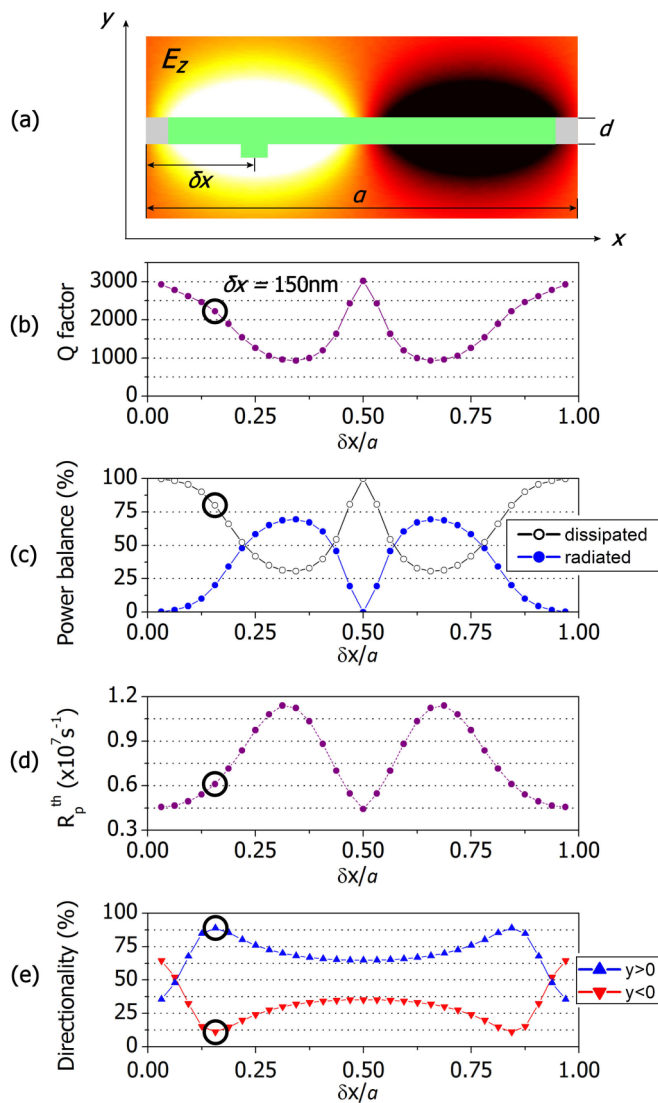 y
E_z
(a)
d
δx
a
x
(b)
Q factor
3000
2000
1000
0
δx = 150nm
0.00 0.25 0.50 0.75 1.00
δx/a
(c)
Power balance (%)
100
75
50
25
0
dissipated
radiated
0.00 0.25 0.50 0.75 1.00
δx/a
(d)
R_p^th (x10^7s^-1)
1.2
0.9
0.6
0.3
0.00 0.25 0.50 0.75 1.00
δx/a
(e)
Directionality (%)
100
75
50
25
0
y>0
y<0
0.00 0.25 0.50 0.75 1.00
δx/a